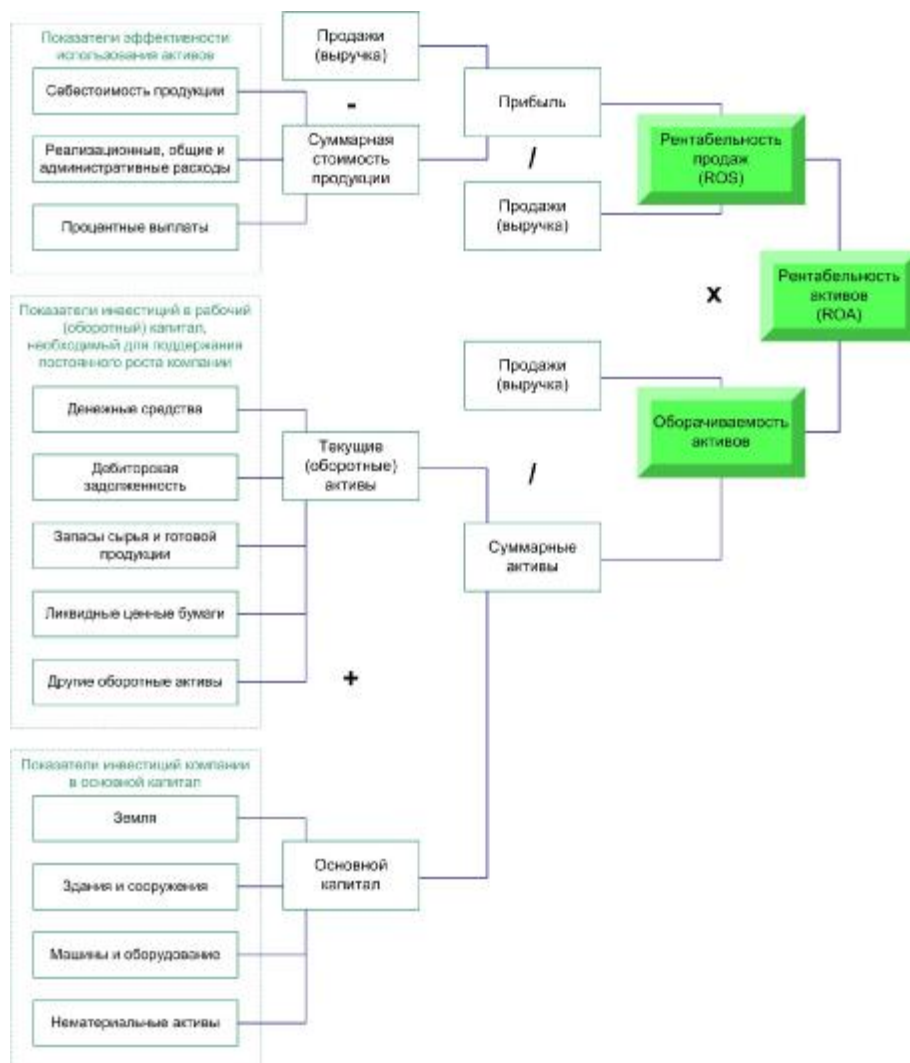 Показатели эффективности
использования активов
Себестоимость продукции
Реализационные, общие и
административные расходы
Процентные выплаты
Продажи
(выручка)
-
Суммарная
стоимость
продукции
Прибыль
/
Продажи
(выручка)
Рентабельность
продаж
(ROS)
x
Рентабельность
активов
(ROA)
Показатели инвестиций в рабочий
(оборотный) капитал,
необходимый для поддержания
постоянного роста компании
Денежные средства
Дебиторская
задолженность
Запасы сырья и готовой
продукции
Ликвидные ценные бумаги
Другие оборотные активы
Текущие
(оборотные)
активы
+
Продажи
(выручка)
/
Суммарные
активы
Оборачиваемость
активов
Показатели инвестиций компании
в основной капитал
Земля
Здания и сооружения
Машины и оборудование
Нематериальные активы
Основной
капитал